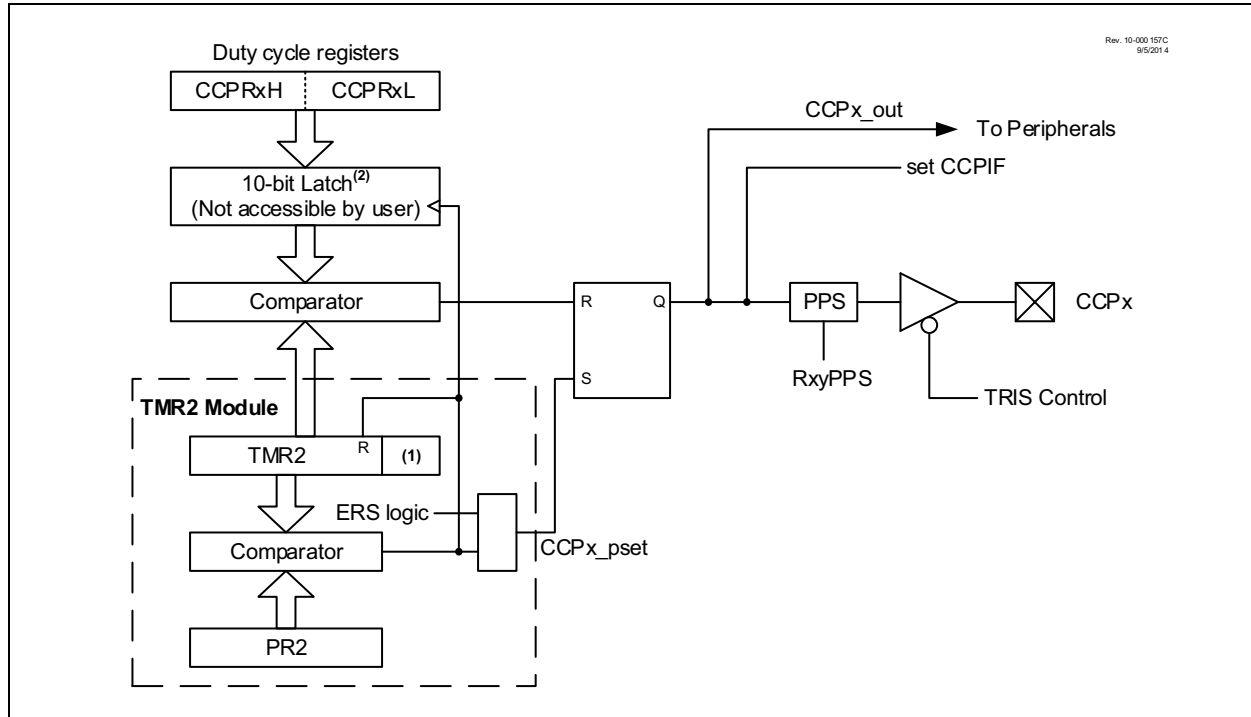 Rev. 10-000 157C
9/5/201 4
Duty cycle registers
CCPRxH CCPRxL
CCPx_out
To Peripherals
set CCPIF
10-bit Latch(2)
(Not accessible by user)
Comparator
R Q
PPS
CCPx
S
RxyPPS
TRIS Control
TMR2 Module
R
TMR2 (1)
ERS logic
Comparator
CCPx_pset
PR2